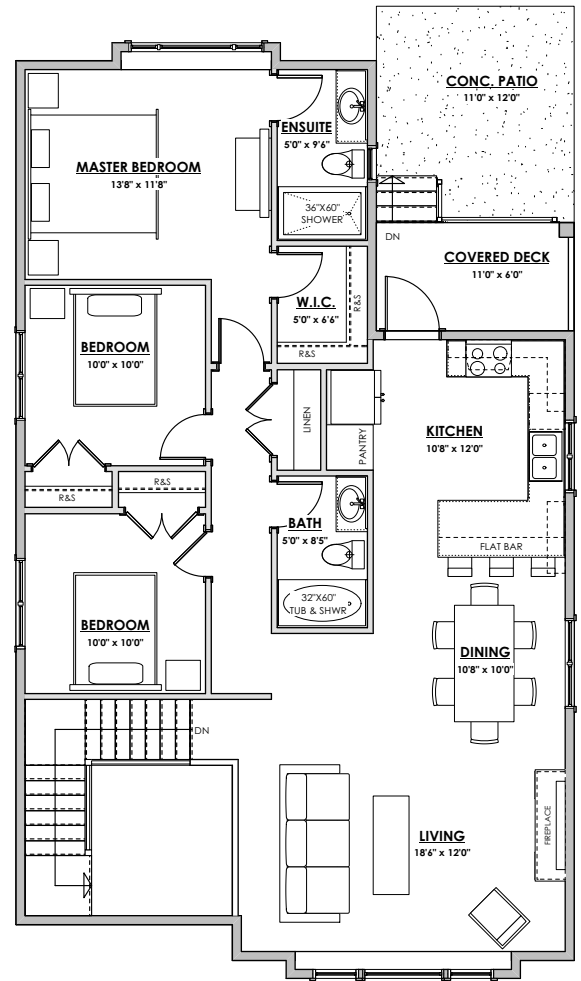 CONC. PATIO
11'0" x 12'0"
ENSUITE
5'0" x 9'6"
MASTER BEDROOM
13'8" x 11'8"
36"X60"
SHOWER
DN
COVERED DECK
11'0" x 6'0"
W.I.C.
5'0" x 6'6"
R&S
R&S
BEDROOM
10'0" x 10'0"
LINEN
PANTRY
KITCHEN
10'8" x 12'0"
R&S
R&S
BATH
5'0" x 8'5"
FLAT BAR
32"X60"
TUB & SHWR
BEDROOM
10'0" x 10'0"
DINING
10'8" x 10'0"
DN
LIVING
18'6" x 12'0"
FIREPLACE